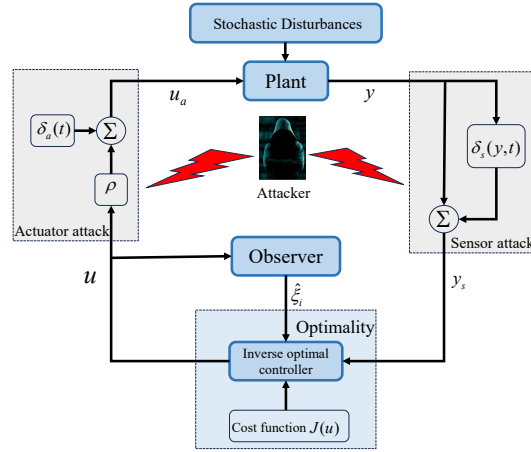 Stochastic Disturbances
Plant
u_a
y
δ_a(t)
Σ
δ_s(y,t)
ρ
Attacker
Σ
Actuator attack
Sensor attack
u
Observer
y_s
ξ̂_i
Optimality
Inverse optimal
controller
Cost function J(u)